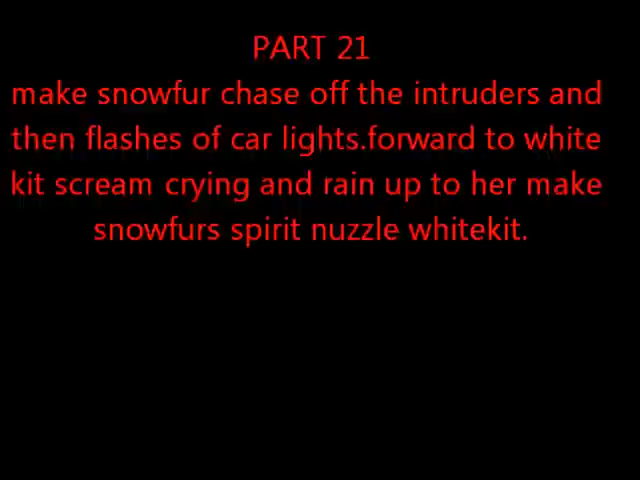 PART 21
make snowfur chase off the intruders and
then flashes of car lights.forward to white
kit scream crying and rain up to her make
snowfurs spirit nuzzle whitekit.